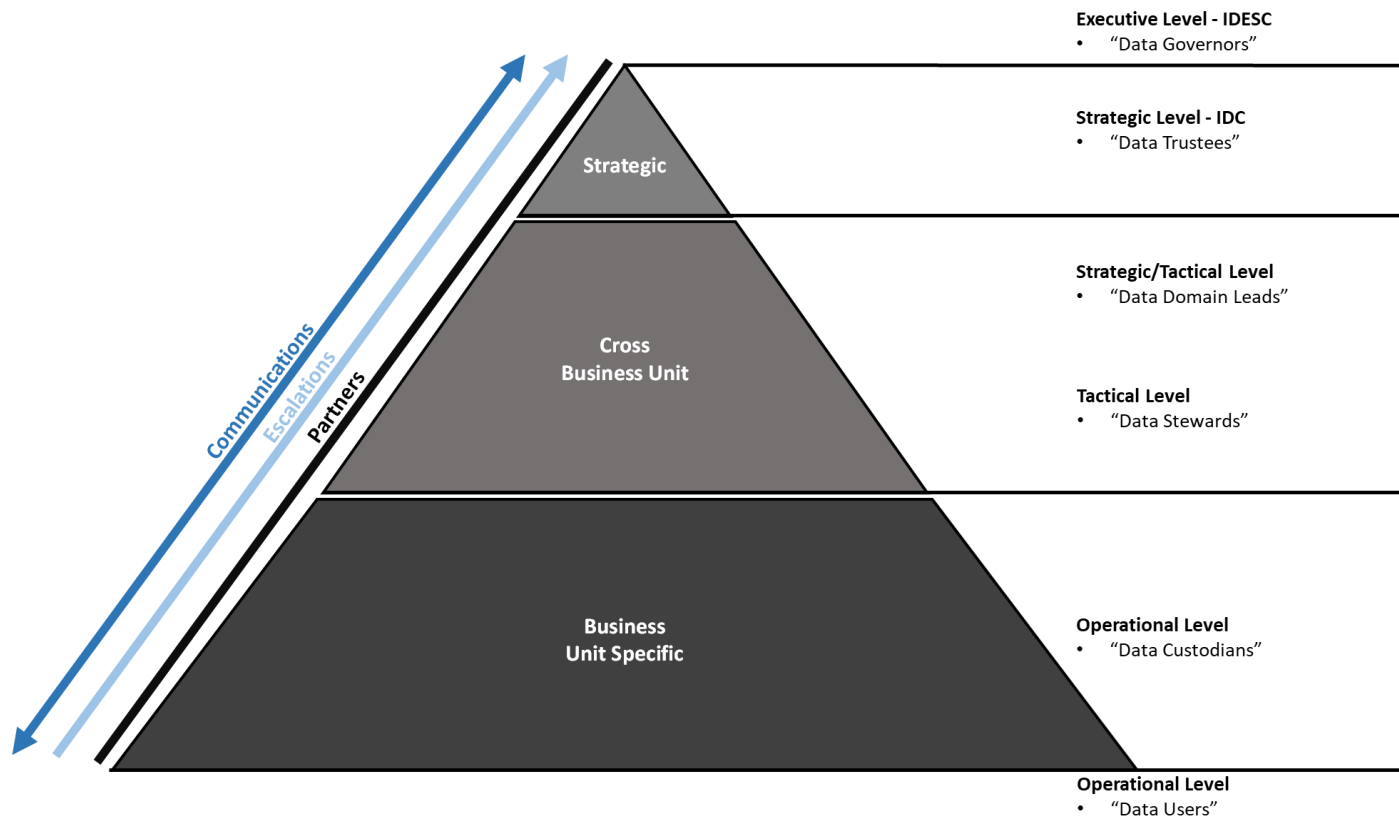 Executive Level - IDESC
• “Data Governors”
Strategic Level - IDC
• “Data Trustees”
Strategic
Strategic/Tactical Level
• “Data Domain Leads”
Cross
Business Unit
Tactical Level
• “Data Stewards”
Communications
Escalations
Partners
Business
Unit Specific
Operational Level
• “Data Custodians”
Operational Level
• “Data Users”